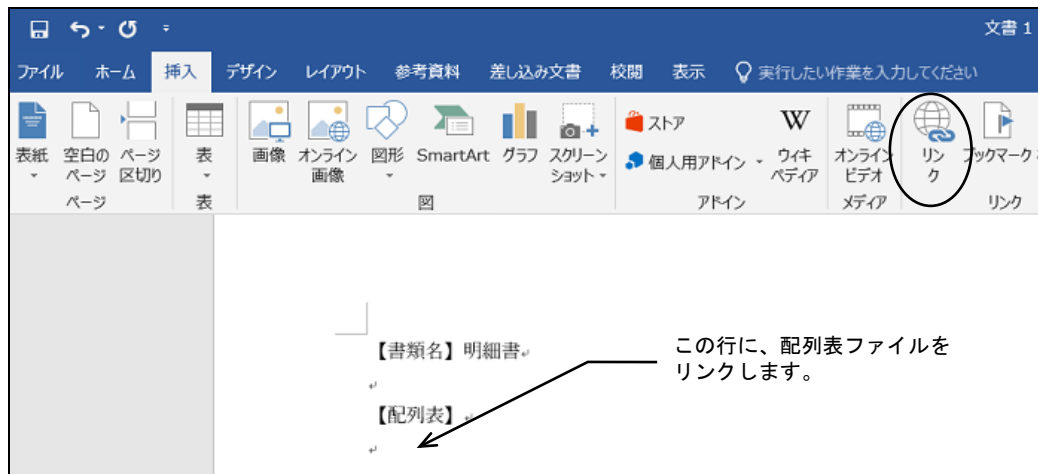 文書 1
ファイル ホーム 挿入 デザイン レイアウト 参考資料 差し込み文書 校閲 表示 実行したい作業を入力してください
表紙
空白の
ページ
ページ
区切り
表
画像
オンライン
画像
図形
SmartArt
グラフ
スクリーン
ショット
ストア
個人用アドイン
W
ウィキ
ペディア
オンライン
ビデオ
リン
ク
ブックマーク
ページ
表
図
アドイン
メディア
リンク
【書類名】明細書
【配列表】
この行に、配列表ファイルを
リンクします。